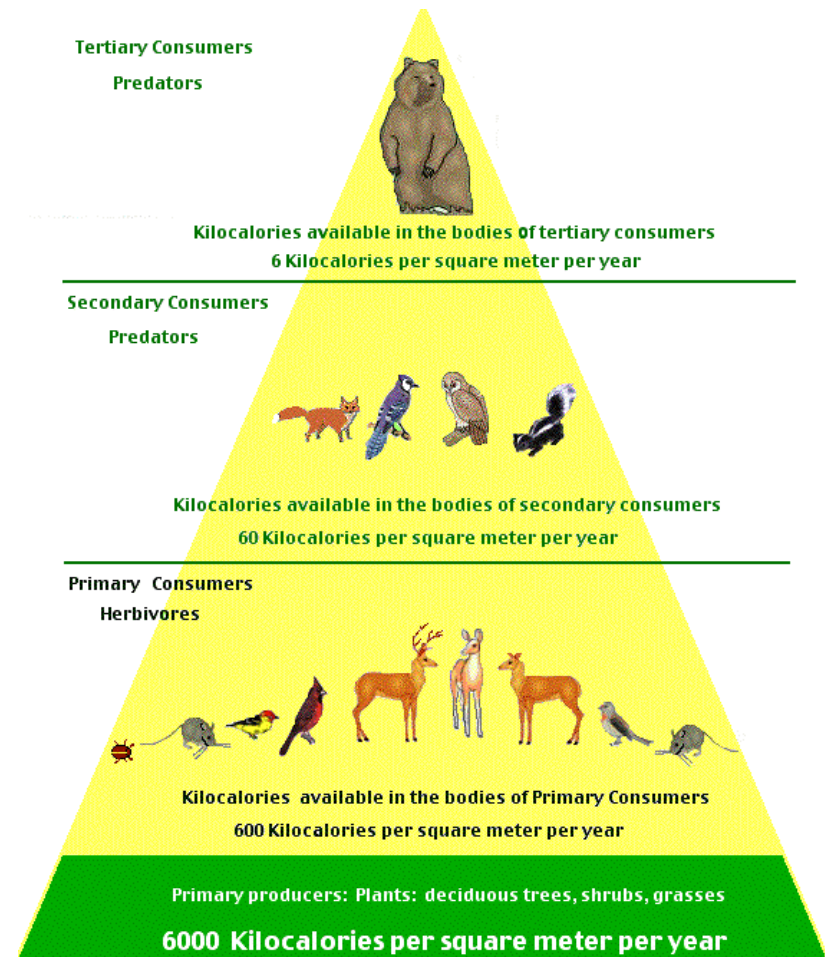 Tertiary Consumers
Predators
Kilocalories available in the bodies of tertiary consumers
6 Kilocalories per square meter per year
Secondary Consumers
Predators
Kilocalories available in the bodies of secondary consumers
60 Kilocalories per square meter per year
Primary Consumers
Herbivores
Kilocalories available in the bodies of Primary Consumers
600 Kilocalories per square meter per year
Primary producers: Plants: deciduous trees, shrubs, grasses
6000 Kilocalories per square meter per year